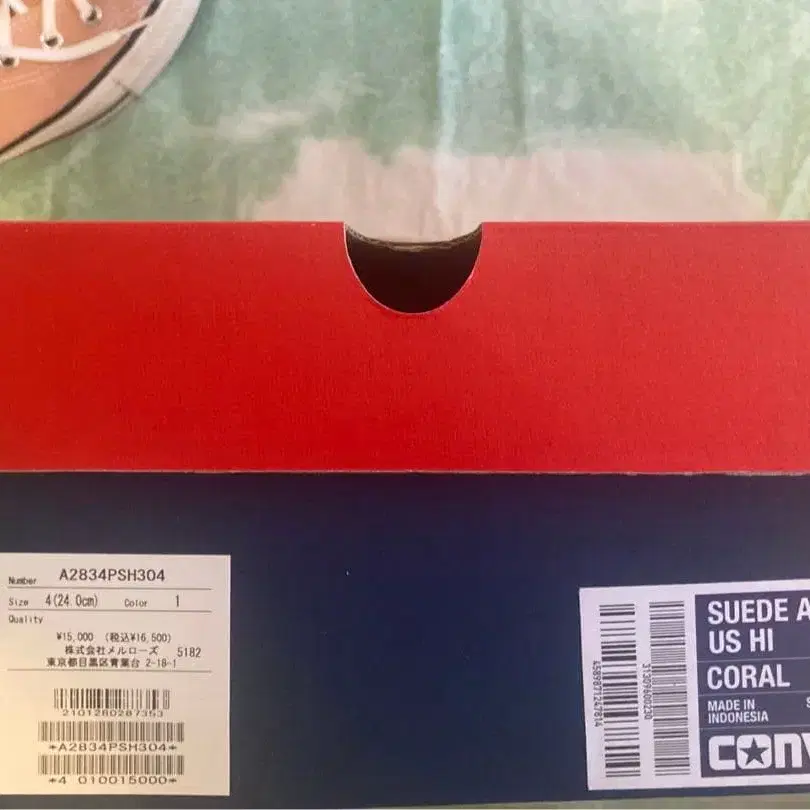 Number A2834PSH304
Size 4(24.0cm) Color 1
Quality
¥15,000 (税込¥16,500)
株式会社メルローズ 5182
東京都目黒区青葉台 2-18-1
2101280287353
*A2834PSH304*
*4 010015000*
4589871247814
31309600230
SUEDE A
US HI
CORAL
MADE IN
INDONESIA
CONV